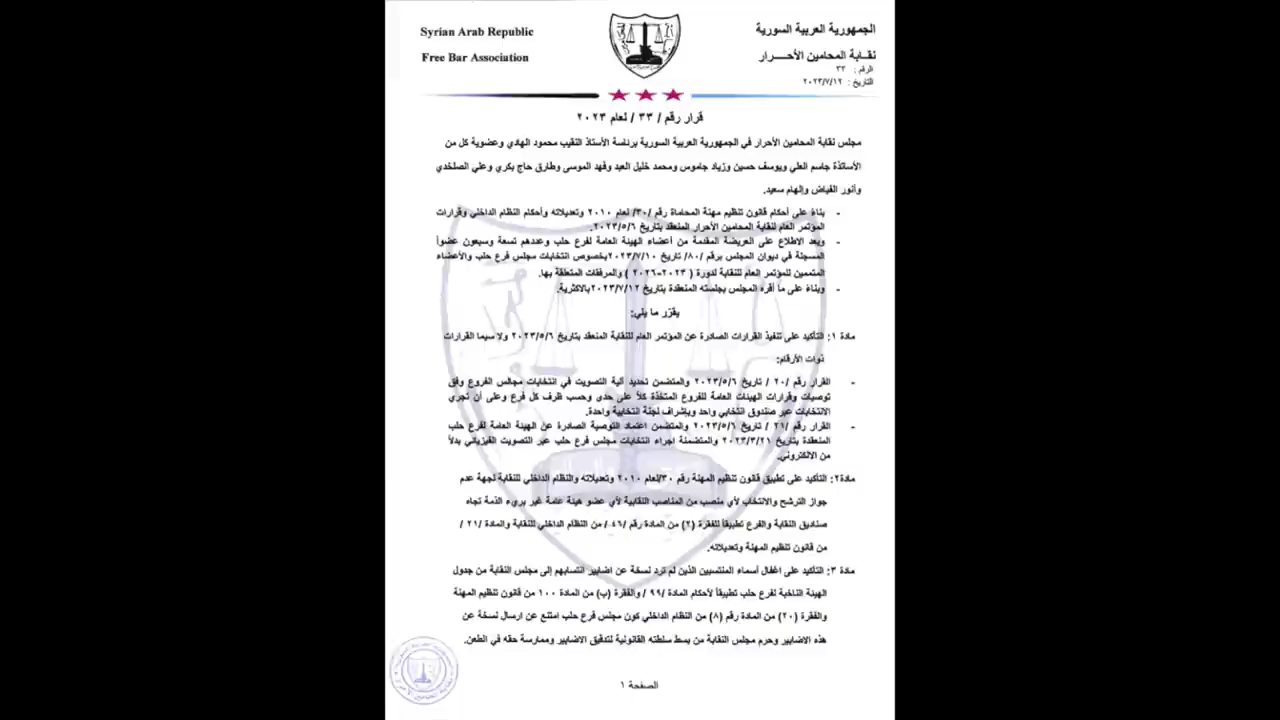 Syrian Arab Republic
Free Bar Association
الجمهورية العربية السورية
نقـابة المحامين الأحـــرار
الرقم : ٣٣
التاريخ : ٢٠٢٣/٧/١٢
قرار رقم / ٣٣ / لعام ٢٠٢٣
مجلس نقابة المحامين الأحرار في الجمهورية العربية السورية برئاسة الأستاذ النقيب محمود الهادي وعضوية كل من
الأساتذة جاسم العلي ويوسف حسين وزياد جاموس ومحمد خليل العبد وفهد الموسى وطارق حاج بكري وعلي الصلخدي
وأنور الفياض وإلهام سعيد.
- بناءً على أحكام قانون تنظيم مهنة المحاماة رقم /٣٠/ لعام ٢٠١٠ وتعديلاته وأحكام النظام الداخلي وقرارات
المؤتمر العام لنقابة المحامين الأحرار المنعقد بتاريخ ٢٠٢٣/٥/٦.
- وبعد الاطلاع على العريضة المقدمة من أعضاء الهيئة العامة لفرع حلب وعددهم تسعة وسبعون عضواً
المسجلة في ديوان المجلس برقم /٨٠/ تاريخ ٢٠٢٣/٧/١٠بخصوص انتخابات مجلس فرع حلب والأعضاء
المتممين للمؤتمر العام للنقابة لدورة ( ٢٠٢٣-٢٠٢٦ ) والمرفقات المتعلقة بها.
- وبناءً على ما أقره المجلس بجلسته المنعقدة بتاريخ ٢٠٢٣/٧/١٢بالأكثرية.
يقرّر ما يلي:
مادة ١: التأكيد على تنفيذ القرارات الصادرة عن المؤتمر العام للنقابة المنعقد بتاريخ ٢٠٢٣/٥/٦ ولا سيما القرارات
ذوات الأرقام:
- القرار رقم /٢٠ / تاريخ ٢٠٢٣/٥/٦ والمتضمن تحديد آلية التصويت في انتخابات مجالس الفروع وفق
توصيات وقرارات الهيئات العامة للفروع المتخذة كلاً على حدى وحسب ظرف كل فرع وعلى أن تجري
الانتخابات عبر صندوق انتخابي واحد وبإشراف لجنة انتخابية واحدة.
- القرار رقم /٢١ / تاريخ ٢٠٢٣/٥/٦ والمتضمن اعتماد التوصية الصادرة عن الهيئة العامة لفرع حلب
المنعقدة بتاريخ ٢٠٢٣/٣/٢١ والمتضمنة اجراء انتخابات مجلس فرع حلب عبر التصويت الفيزيائي بدلاً
من الالكتروني.
مادة٢: التأكيد على تطبيق قانون تنظيم المهنة رقم ٣٠/لعام ٢٠١٠ وتعديلاته والنظام الداخلي للنقابة لجهة عدم
جواز الترشح والانتخاب لأي منصب من المناصب النقابية لأي عضو هيئة عامة غير بريء الذمة تجاه
صناديق النقابة والفرع تطبيقاً للفقرة (٢) من المادة رقم /٤٦/ من النظام الداخلي للنقابة والمادة /٢١ /
من قانون تنظيم المهنة وتعديلاته.
مادة ٣: التأكيد على اغفال أسماء المنتسبين الذين لم ترد نسخة عن اضابير انتسابهم إلى مجلس النقابة من جدول
الهيئة الناخبة لفرع حلب تطبيقاً لأحكام المادة /٩٩ / والفقرة (ب) من المادة ١٠٠ من قانون تنظيم المهنة
والفقرة (٢٠) من المادة رقم (٨) من النظام الداخلي كون مجلس فرع حلب امتنع عن ارسال نسخة عن
هذه الاضابير وحرم مجلس النقابة من بسط سلطته القانونية لتدقيق الاضابير وممارسة حقه في الطعن.
الصفحة ١